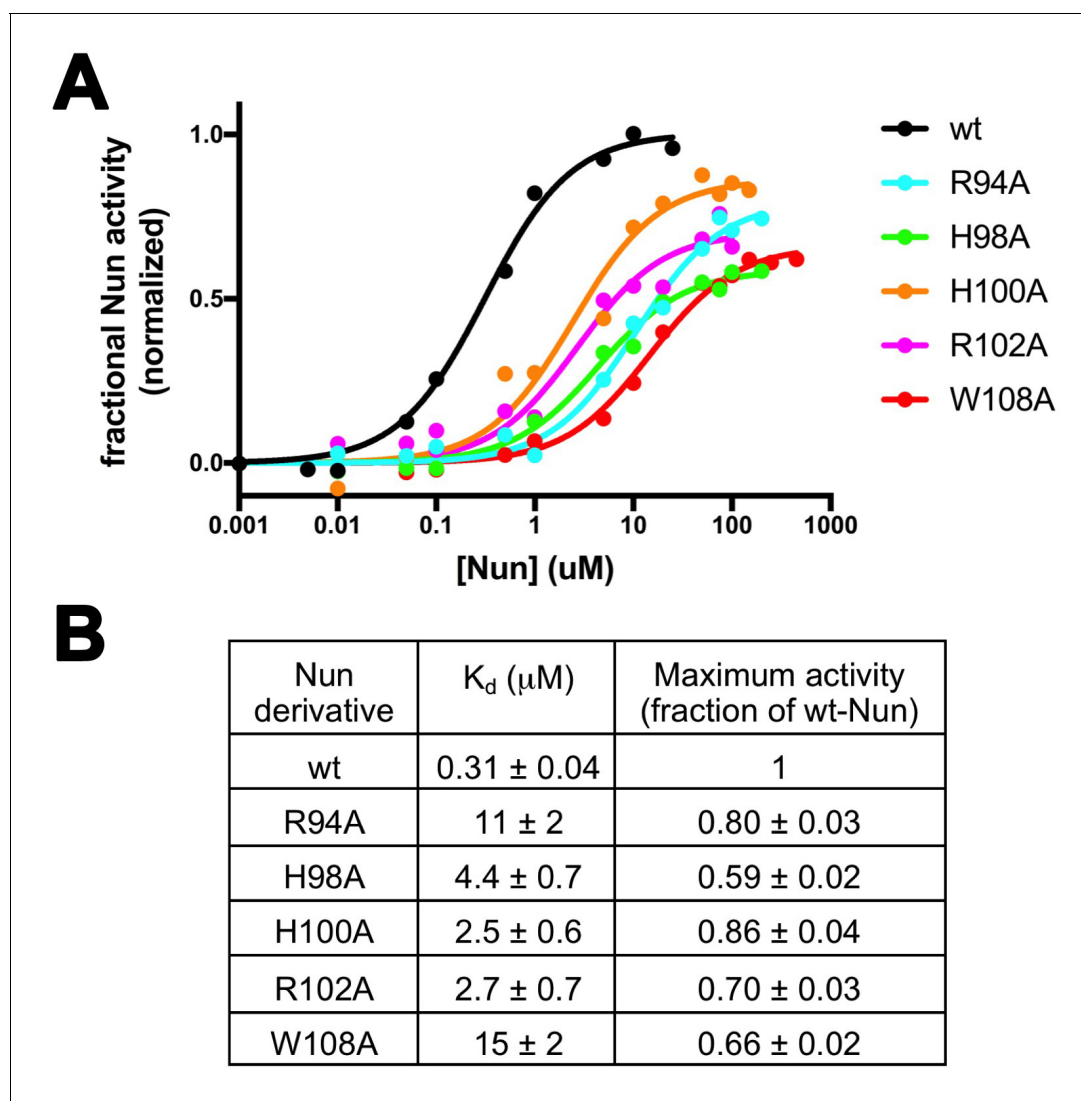 A
fractional Nun activity
(normalized)
1.0
0.5
0.0
0.001 0.01 0.1 1 10 100 1000
[Nun] (uM)
wt
R94A
H98A
H100A
R102A
W108A
B
Nun derivative K_d (μM) Maximum activity (fraction of wt-Nun)
wt 0.31 ± 0.04 1
R94A 11 ± 2 0.80 ± 0.03
H98A 4.4 ± 0.7 0.59 ± 0.02
H100A 2.5 ± 0.6 0.86 ± 0.04
R102A 2.7 ± 0.7 0.70 ± 0.03
W108A 15 ± 2 0.66 ± 0.02